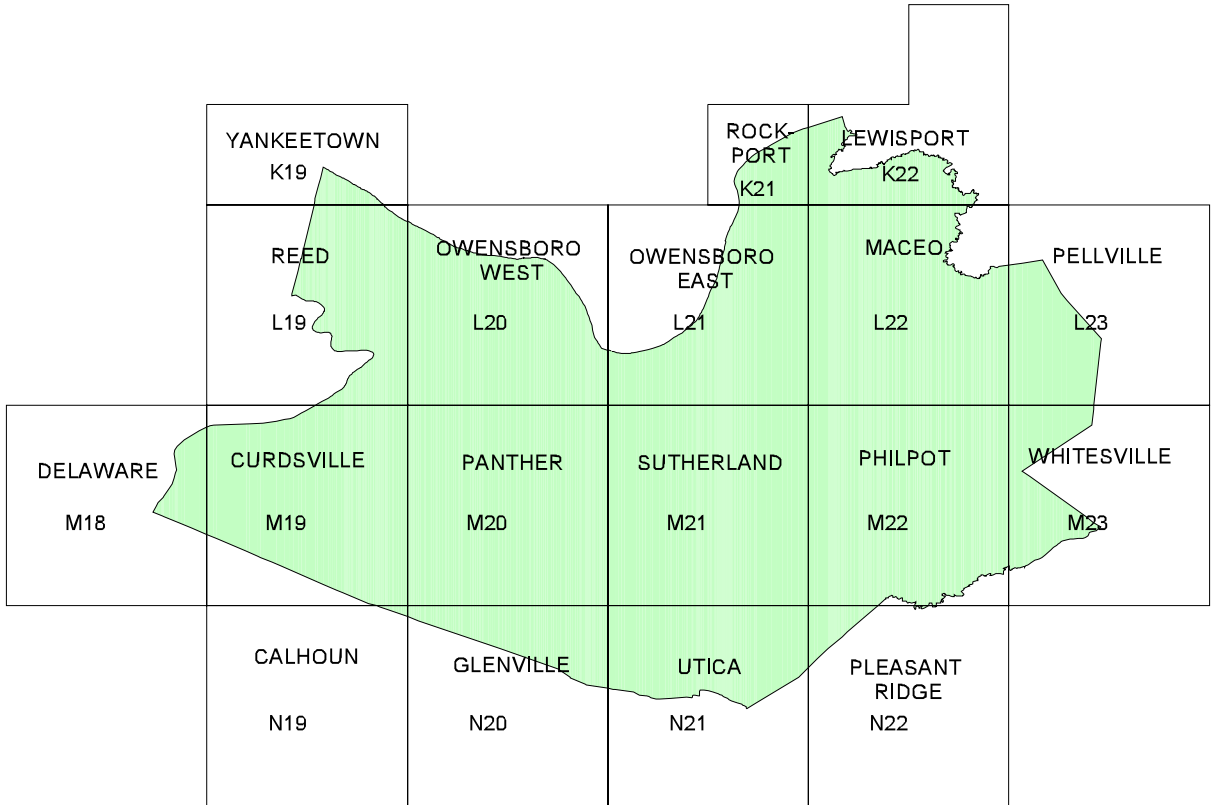 YANKEETOWN
K19
ROCK-
PORT
K21
LEWISPORT
K22
REED
L19
OWENSBORO
WEST
L20
OWENSBORO
EAST
L21
MACEO
L22
PELLVILLE
L23
DELAWARE
M18
CURDSVILLE
M19
PANTHER
M20
SUTHERLAND
M21
PHILPOT
M22
WHITESVILLE
M23
CALHOUN
N19
GLENVILLE
N20
UTICA
N21
PLEASANT
RIDGE
N22